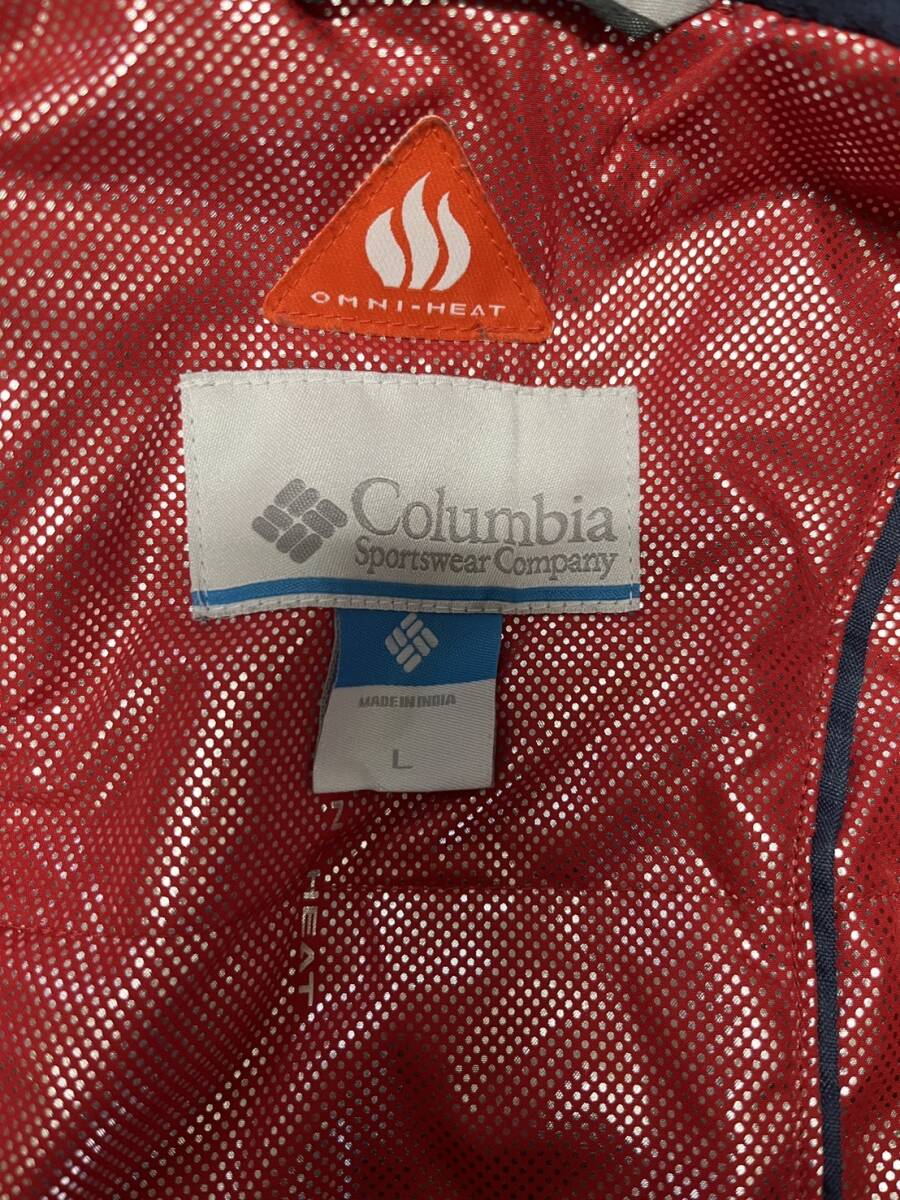 OMNI-HEAT
Columbia
Sportswear Company
MADE IN INDIA
L
HEAT